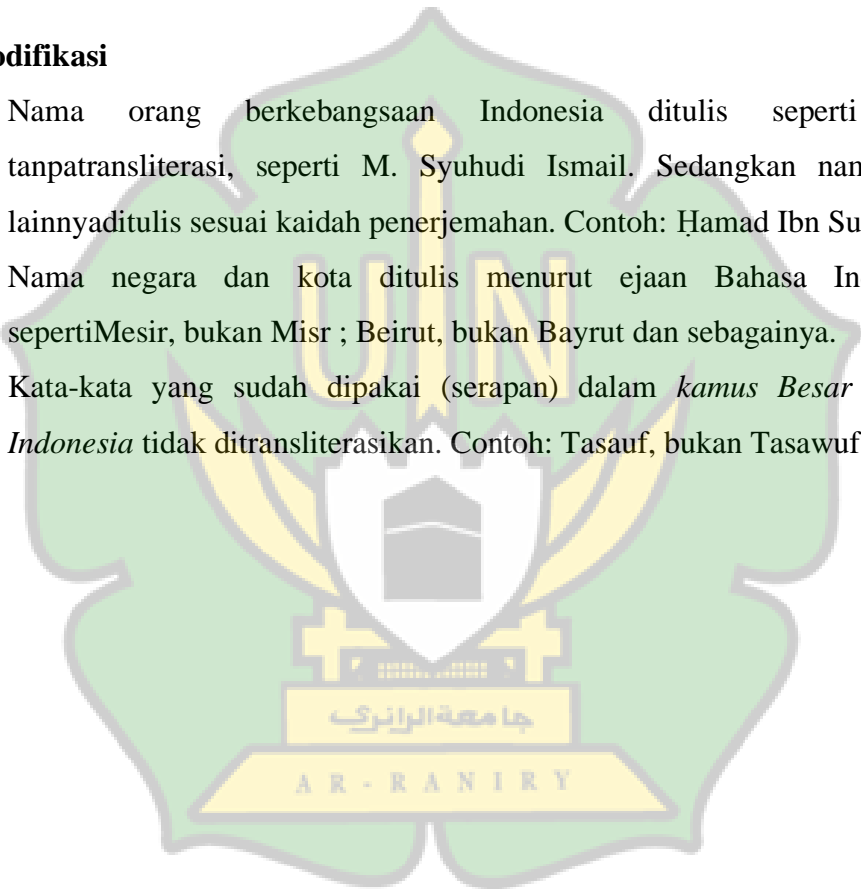 odifikasi
Nama orang berkebangsaan Indonesia ditulis seperti
tanpatransliterasi, seperti M. Syuhudi Ismail. Sedangkan nan
lainnyaditulis sesuai kaidah penerjemahan. Contoh: Ḥamad Ibn Su
Nama negara dan kota ditulis menurut ejaan Bahasa In
sepertiMesir, bukan Misr ; Beirut, bukan Bayrut dan sebagainya.
Kata-kata yang sudah dipakai (serapan) dalam kamus Besar
Indonesia tidak ditransliterasikan. Contoh: Tasauf, bukan Tasawuf
UIN
جامعة الرانري
AR-RANIRY